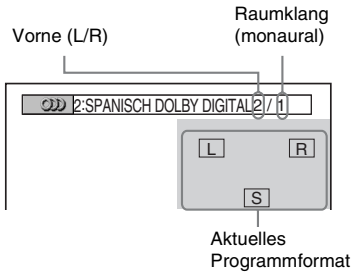 Raumklang
(monaural)
Vorne (L/R)
2:SPANISCH DOLBY DIGITAL 2 / 1
L R
S
Aktuelles
Programmformat